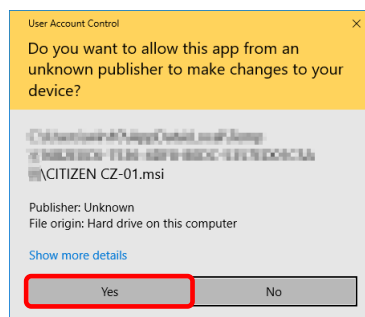 User Account Control
Do you want to allow this app from an
unknown publisher to make changes to your
device?
\CITIZEN CZ-01.msi
Publisher: Unknown
File origin: Hard drive on this computer
Show more details
Yes
No